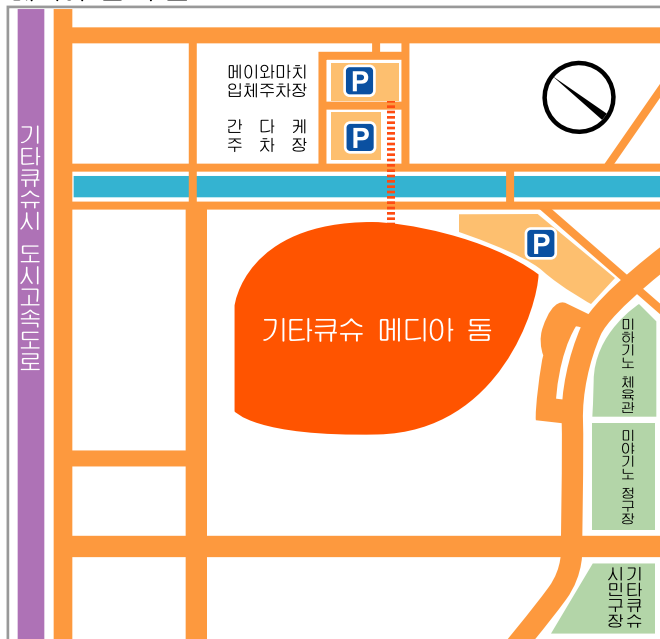 메이와마치
입체주차장
P
간 다 케
주 차 장
P
기타큐슈시 도시고속도로
P
기타큐슈 메디아 돔
미하기노 체육관
미야기노 정구장
기타큐슈
시민구장